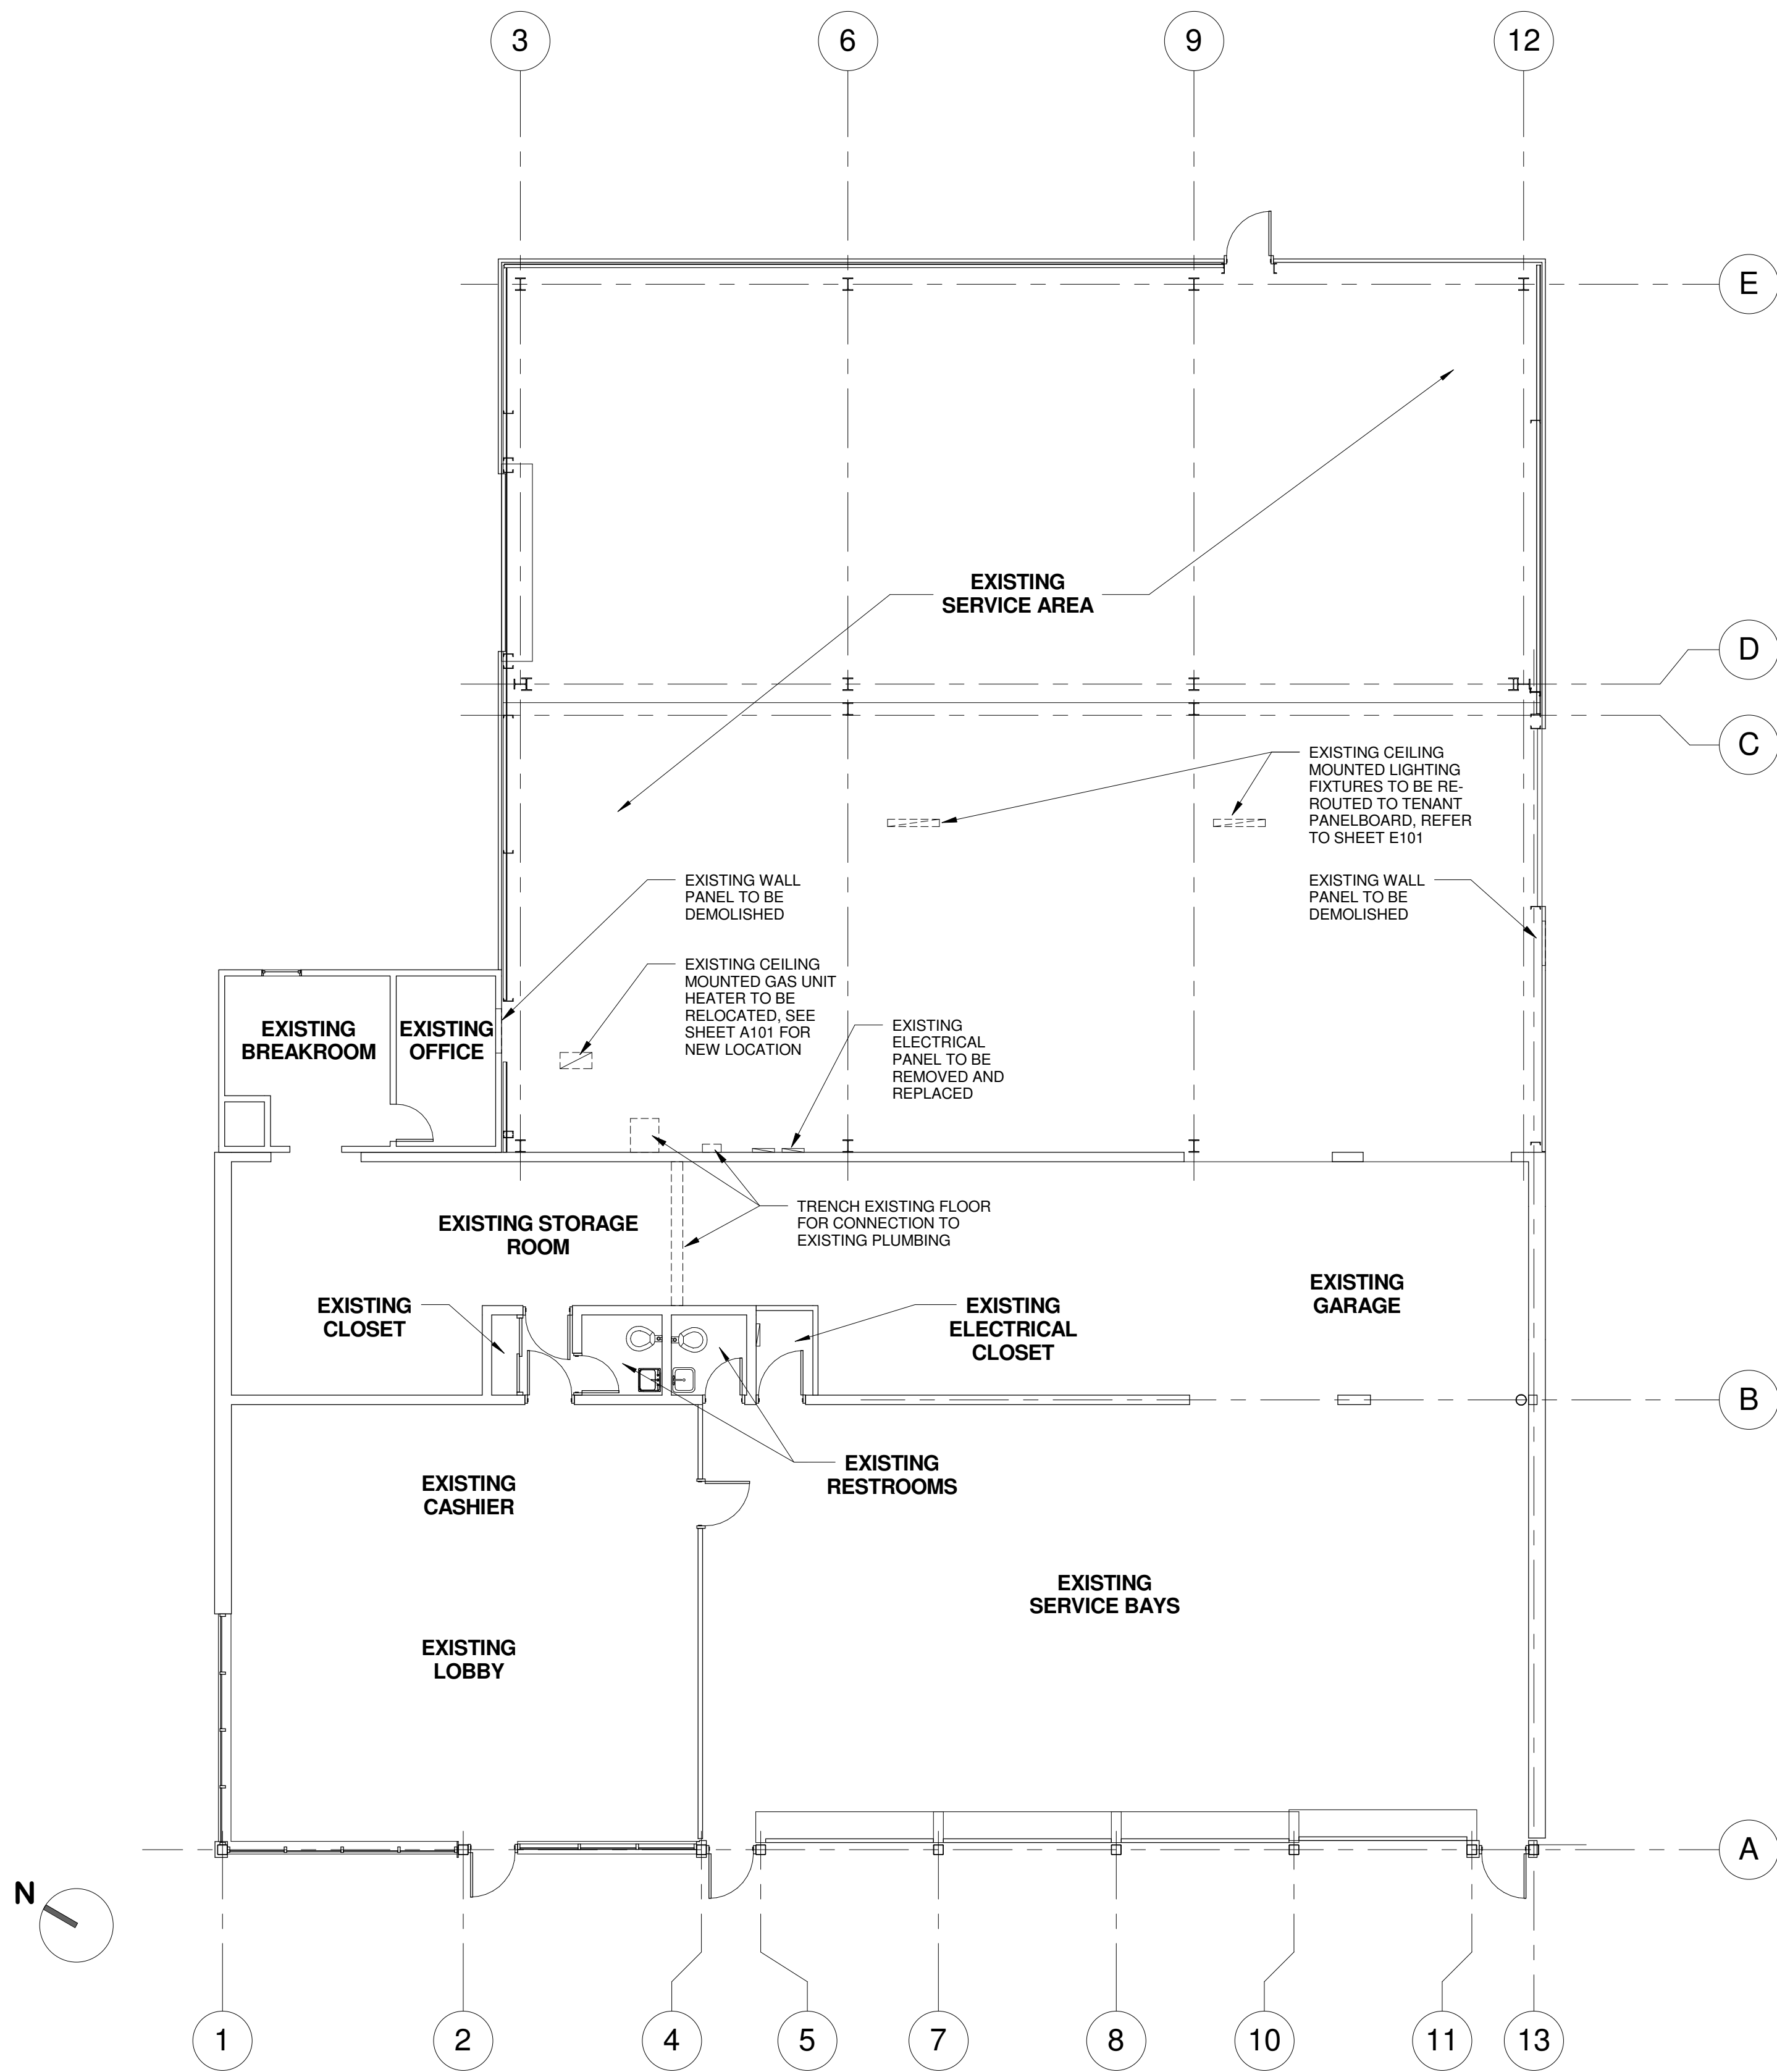 3
6
9
12
E
EXISTING
SERVICE AREA
D
C
EXISTING CEILING
MOUNTED LIGHTING
FIXTURES TO BE RE-
ROUTED TO TENANT
PANELBOARD, REFER
TO SHEET E101
EXISTING WALL
PANEL TO BE
DEMOLISHED
EXISTING WALL
PANEL TO BE
DEMOLISHED
EXISTING CEILING
MOUNTED GAS UNIT
HEATER TO BE
RELOCATED, SEE
SHEET A101 FOR
NEW LOCATION
EXISTING
BREAKROOM
EXISTING
OFFICE
EXISTING
ELECTRICAL
PANEL TO BE
REMOVED AND
REPLACED
TRENCH EXISTING FLOOR
FOR CONNECTION TO
EXISTING PLUMBING
EXISTING STORAGE
ROOM
EXISTING
GARAGE
EXISTING
CLOSET
EXISTING
ELECTRICAL
CLOSET
B
EXISTING
RESTROOMS
EXISTING
CASHIER
EXISTING
SERVICE BAYS
EXISTING
LOBBY
A
N
1
2
4
5
7
8
10
11
13